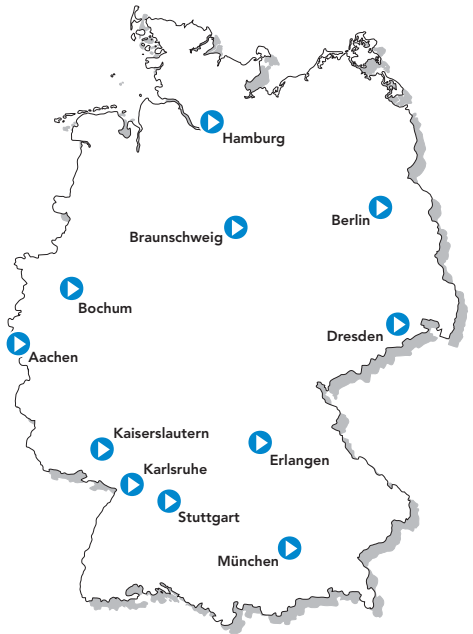 Hamburg
Berlin
Braunschweig
Bochum
Dresden
Aachen
Kaiserslautern
Erlangen
Karlsruhe
Stuttgart
München